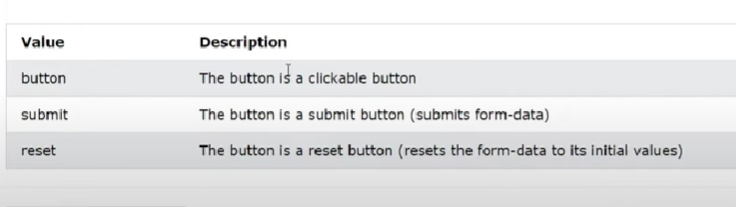 Value Description
button The button is a clickable button
submit The button is a submit button (submits form-data)
reset The button is a reset button (resets the form-data to its initial values)